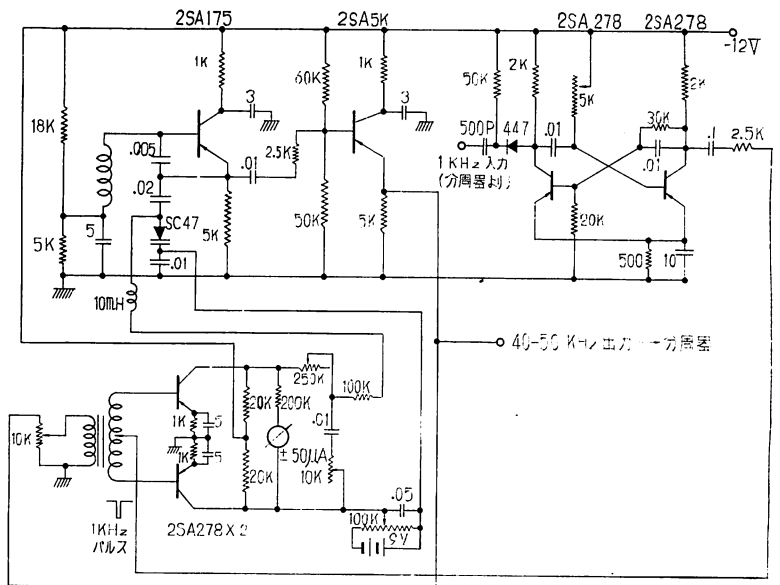 2SA175
2SA5K
2SA278
2SA278
-12V
1K
60K
1K
50K
2K
5K
2K
3
3
30K
18K
500P
447
.01
.1
2.5K
.005
2.5K
.01
.01
1KHz入力
(分周器より)
.02
SC47
5K
5
5K
50K
5K
20K
.01
500
10
10mH
40-50 KHz出力→分周器
250K
100K
20K
200K
1K
5
10K
.01
±50μA
1K
5
20K
10K
.05
100K
9V
1KHz
パルス
2SA278×2